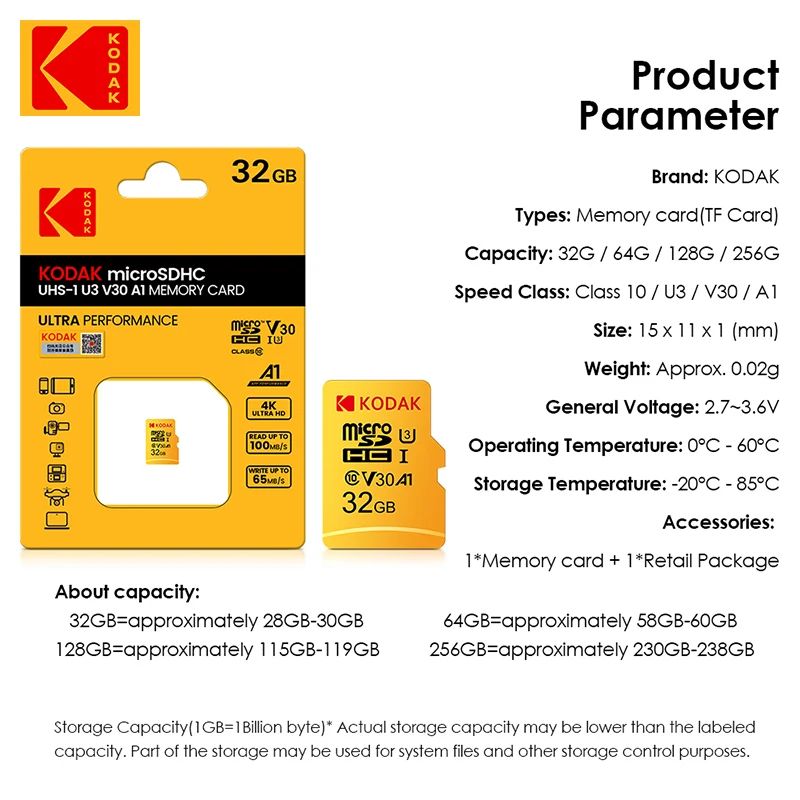 KODAK
Product
Parameter
32GB
KODAK
KODAK microSDHC
UHS-1 U3 V30 A1 MEMORY CARD
ULTRA PERFORMANCE
KODAK
micro SD HC I U3 V30
CLASS 10
A1
APP PERFORMANCE
4K
ULTRA HD
READ UP TO
100MB/S
WRITE UP TO
65MB/S
32GB
KODAK
micro SD HC I U3
10 V30 A1
32GB
Brand: KODAK
Types: Memory card(TF Card)
Capacity: 32G / 64G / 128G / 256G
Speed Class: Class 10 / U3 / V30 / A1
Size: 15 x 11 x 1 (mm)
Weight: Approx. 0.02g
General Voltage: 2.7~3.6V
Operating Temperature: 0°C - 60°C
Storage Temperature: -20°C - 85°C
Accessories:
1*Memory card + 1*Retail Package
About capacity:
32GB=approximately 28GB-30GB
64GB=approximately 58GB-60GB
128GB=approximately 115GB-119GB
256GB=approximately 230GB-238GB
Storage Capacity(1GB=1Billion byte)* Actual storage capacity may be lower than the labeled
capacity. Part of the storage may be used for system files and other storage control purposes.